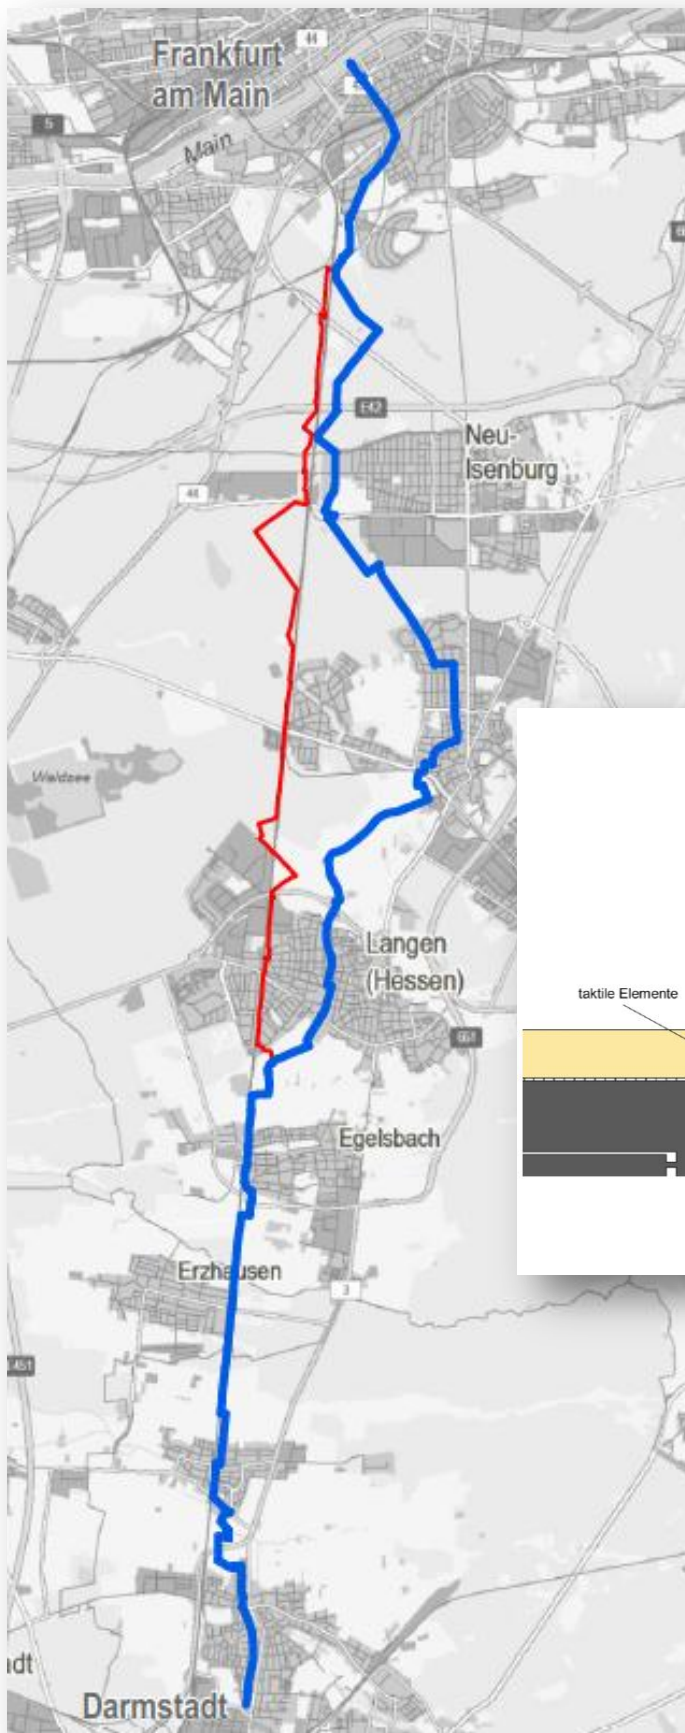 Frankfurt
am Main
44
5
Main
E42
Neu-
Isenburg
44
Waldsee
Langen
(Hessen)
661
taktile Elemente
Egelsbach
Erzhausen
3
Darmstadt